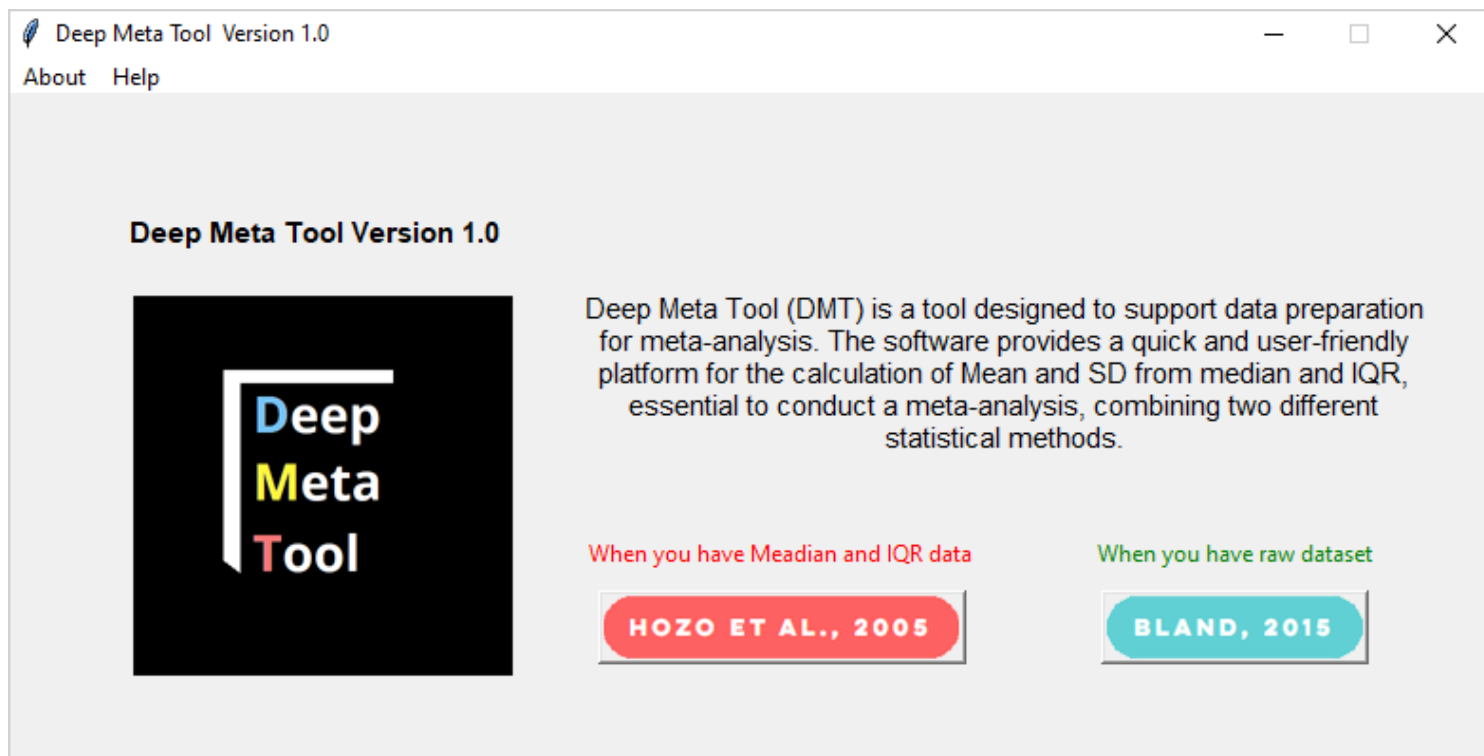 Deep Meta Tool  Version 1.0
About Help
Deep Meta Tool Version 1.0
Deep
Meta
Tool
Deep Meta Tool (DMT) is a tool designed to support data preparation
for meta-analysis. The software provides a quick and user-friendly
platform for the calculation of Mean and SD from median and IQR,
essential to conduct a meta-analysis, combining two different
statistical methods.
When you have Meadian and IQR data
HOZO ET AL., 2005
When you have raw dataset
BLAND, 2015